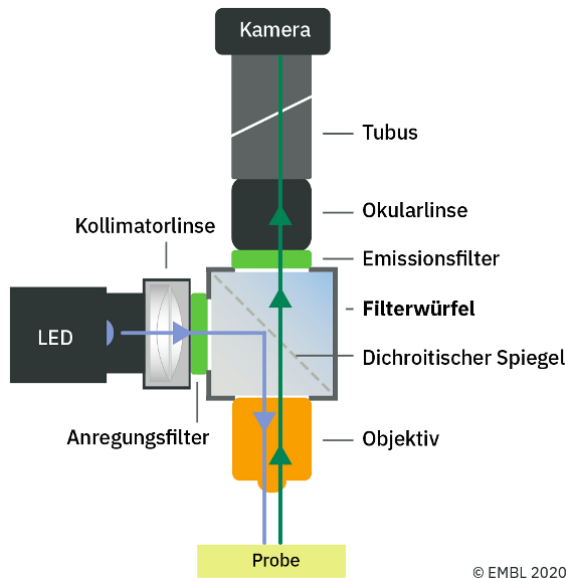 Kamera
Tubus
Okularlinse
Kollimatorlinse
Emissionsfilter
Filterwürfel
LED
Dichroitischer Spiegel
Anregungsfilter
Objektiv
Probe
© EMBL 2020